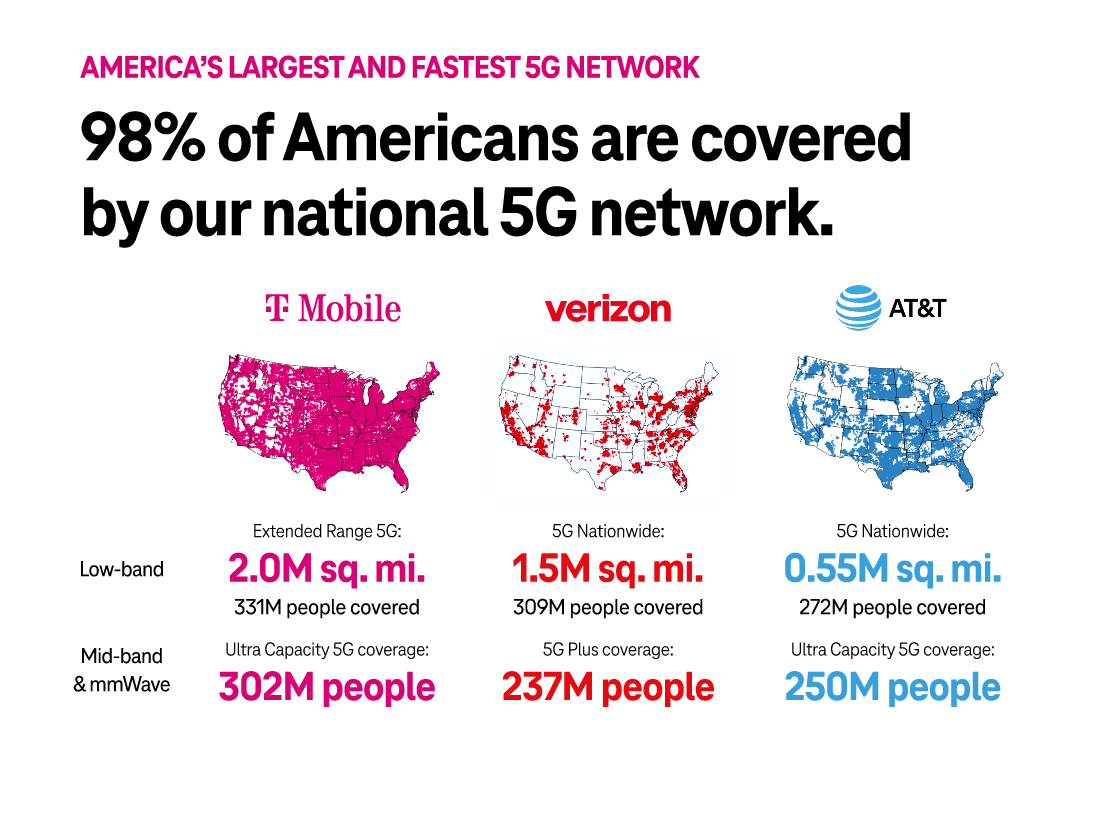 AMERICA'S LARGEST AND FASTEST 5G NETWORK
98% of Americans are covered
by our national 5G network.
T Mobile
verizon
AT&T
Extended Range 5G:
5G Nationwide:
5G Nationwide:
Low-band
2.0M sq. mi.
1.5M sq. mi.
0.55M sq. mi.
331M people covered
309M people covered
272M people covered
Mid-band
& mmWave
Ultra Capacity 5G coverage:
5G Plus coverage:
Ultra Capacity 5G coverage:
302M people
237M people
250M people